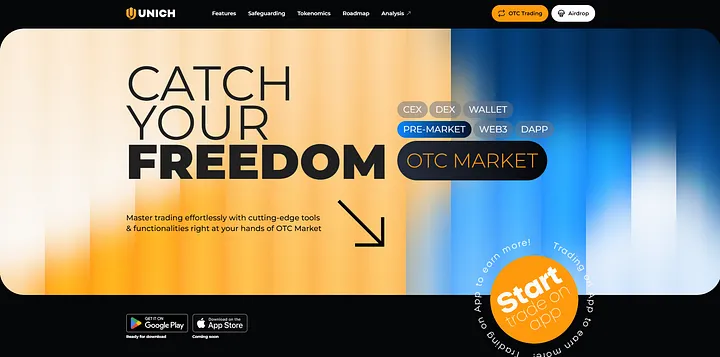 UNICH
Features Safeguarding Tokenomics Roadmap Analysis
OTC Trading Airdrop
CATCH
YOUR
FREEDOM
CEX DEX WALLET
PRE-MARKET WEB3 DAPP
OTC MARKET
Master trading effortlessly with cutting-edge tools
& functionalities right at your hands of OTC Market
Trading on App to earn more!
Trading on App to earn more!
Start
trade on
app
GET IT ON
Google Play
Ready for download
Download on the
App Store
Coming soon